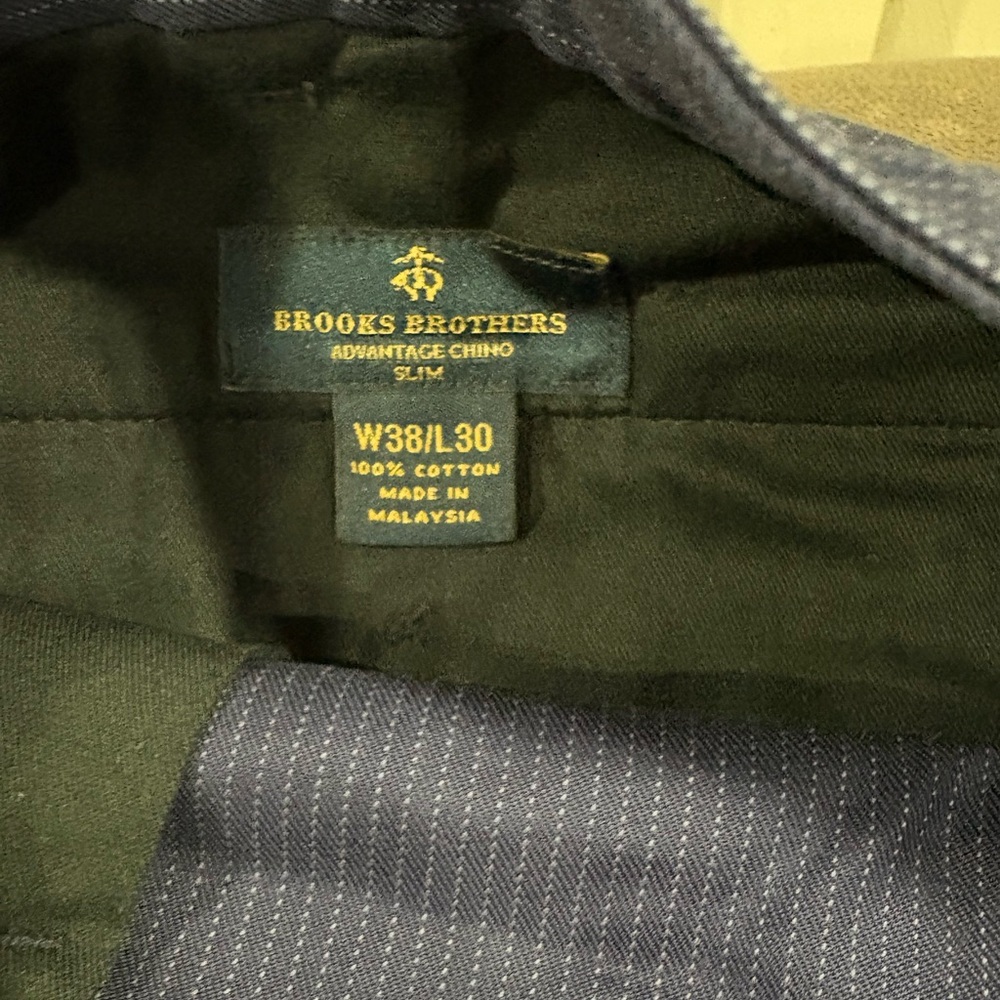 BROOKS BROTHERS
ADVANTAGE CHINO
SLIM
W38/L30
100% COTTON
MADE IN
MALAYSIA